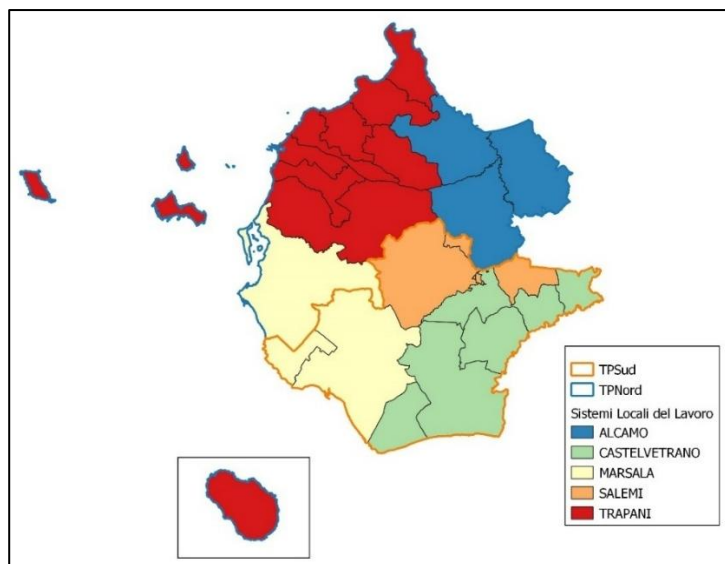 TPSud
TPNord
Sistemi Locali del Lavoro
ALCAMO
CASTELVETRANO
MARSALA
SALEMI
TRAPANI